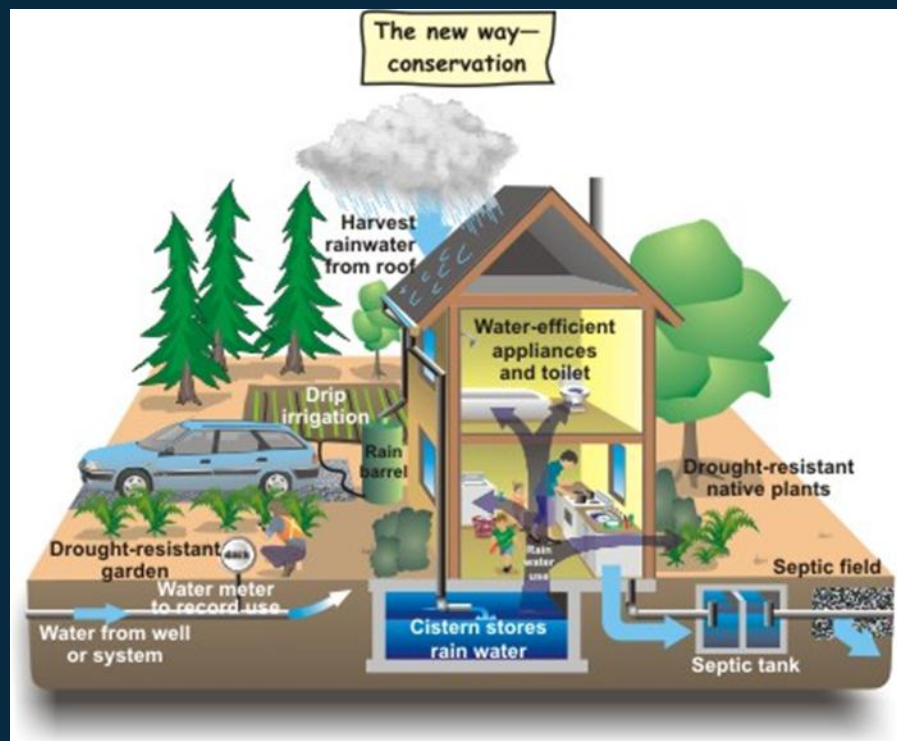 The new way—
conservation
Harvest
rainwater
from roof
Water-efficient
appliances
and toilet
Drip
irrigation
Rain
barrel
Drought-resistant
native plants
Drought-resistant
garden
Rain
water
use
Septic field
Water meter
to record use
Water from well
or system
Cistern stores
rain water
Septic tank